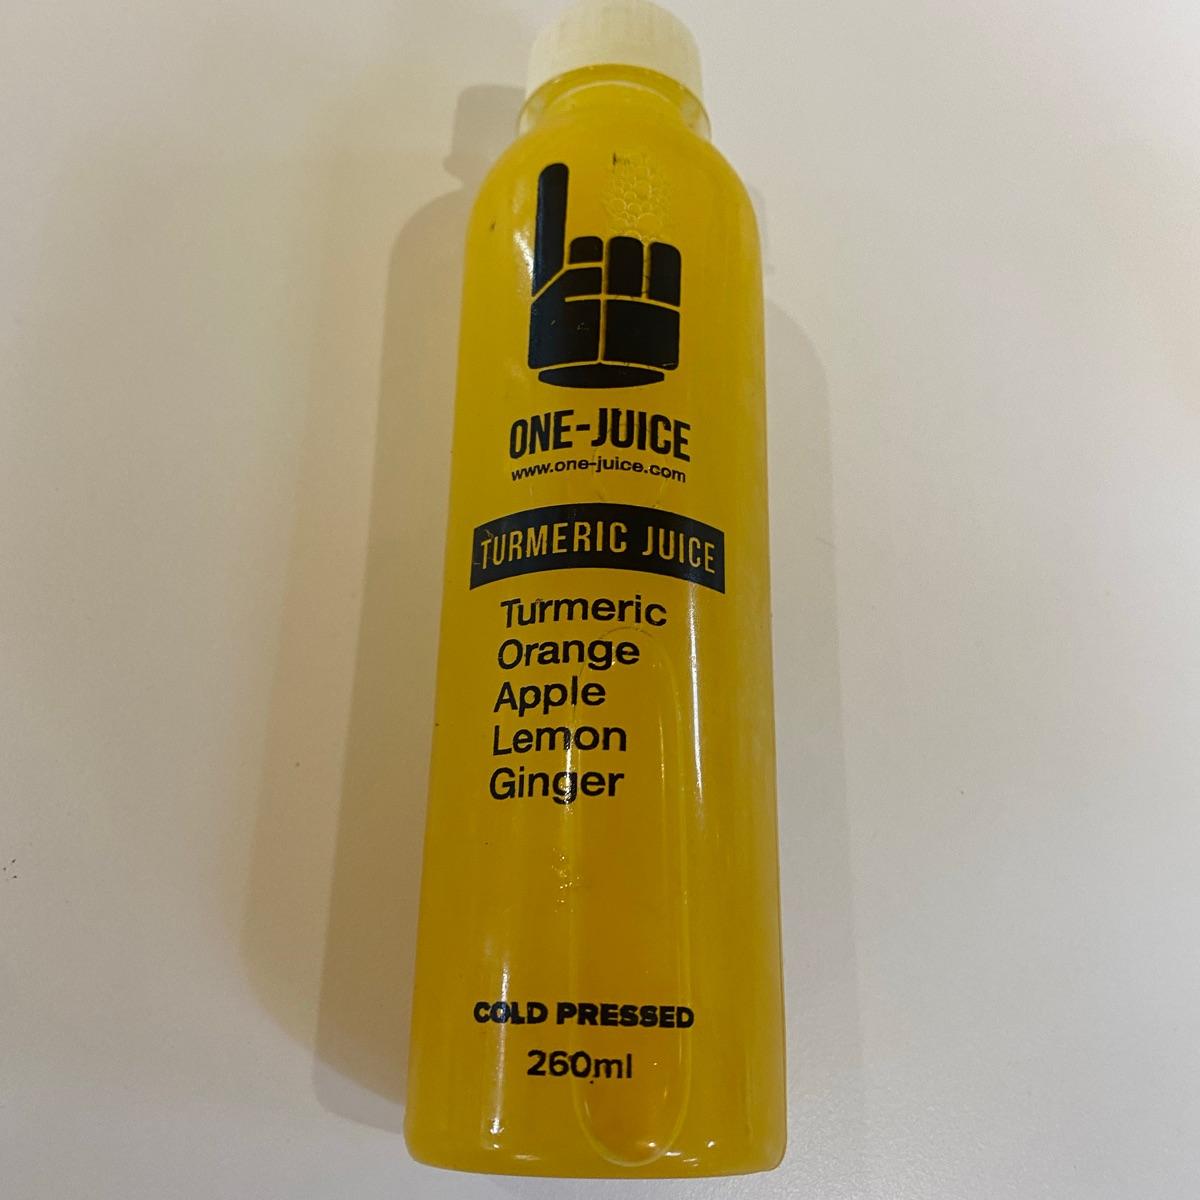 ONE-JUICE
www.one-juice.com
TURMERIC JUICE
Turmeric
Orange
Apple
Lemon
Ginger
COLD PRESSED
260ml